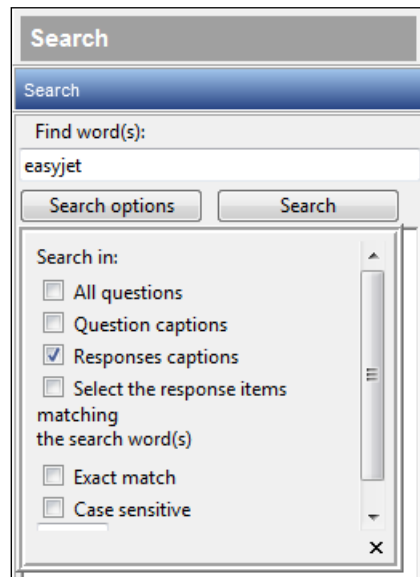 Search
Search
Find word(s):
easyjet
Search options Search
Search in:
All questions
Question captions
Responses captions
Select the response items
matching
the search word(s)
Exact match
Case sensitive